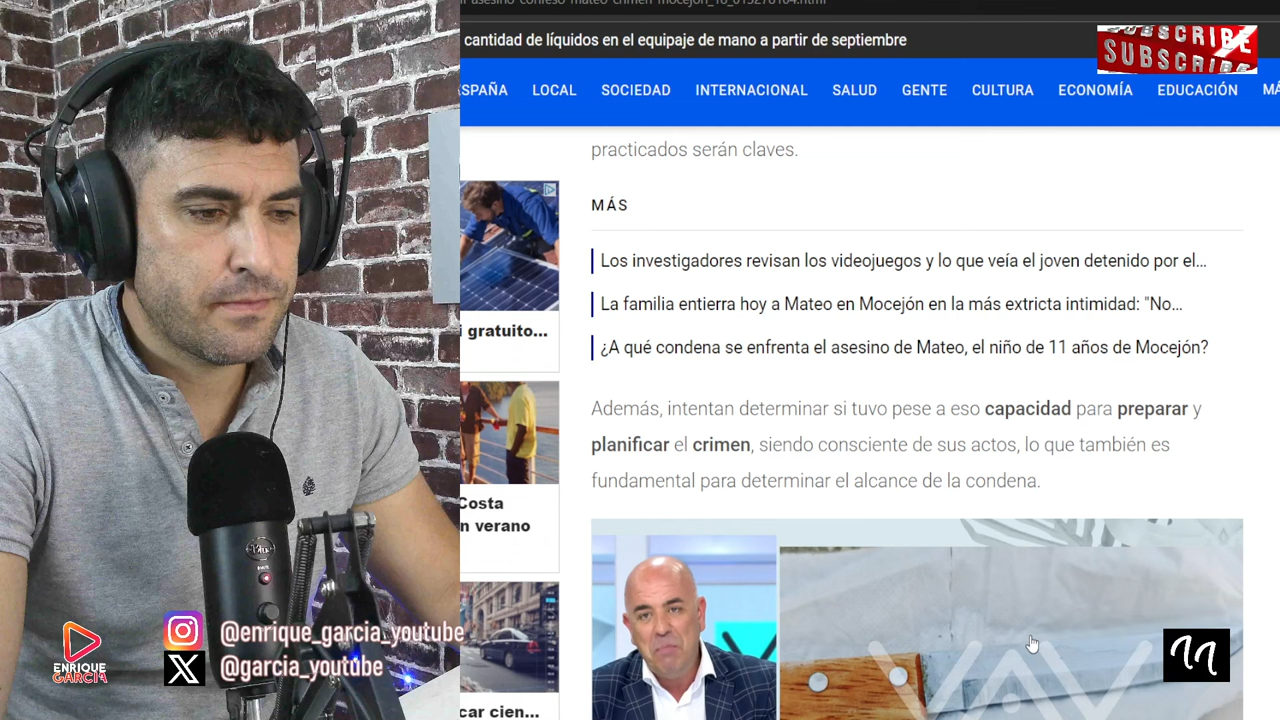 cantidad de líquidos en el equipaje de mano a partir de septiembre
SUBSCRIBE
SUBSCRIBE
SPAÑA LOCAL SOCIEDAD INTERNACIONAL SALUD GENTE CULTURA ECONOMÍA EDUCACIÓN MÁ
practicados serán claves.
MÁS
Los investigadores revisan los videojuegos y lo que veía el joven detenido por el...
La familia entierra hoy a Mateo en Mocejón en la más extricta intimidad: "No...
¿A qué condena se enfrenta el asesino de Mateo, el niño de 11 años de Mocejón?
gratuito...
Además, intentan determinar si tuvo pese a eso capacidad para preparar y
planificar el crimen, siendo consciente de sus actos, lo que también es
fundamental para determinar el alcance de la condena.
Costa
n verano
car cien...
@enrique_garcia_youtube
@garcia_youtube
ENRIQUE
GARCIA